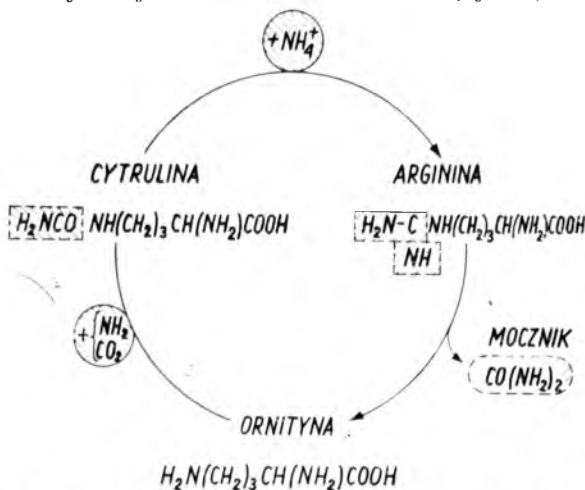 +NH₄⁺
CYTRULINA
ARGININA
H₂NCO NH(CH₂)₃CH(NH₂)COOH
H₂N-C NH(CH₂)₃CH(NH₂)COOH
NH
+ NH₂
CO₂
MOCZNIK
CO(NH₂)₂
ORNITYNA
H₂N(CH₂)₃CH(NH₂)COOH